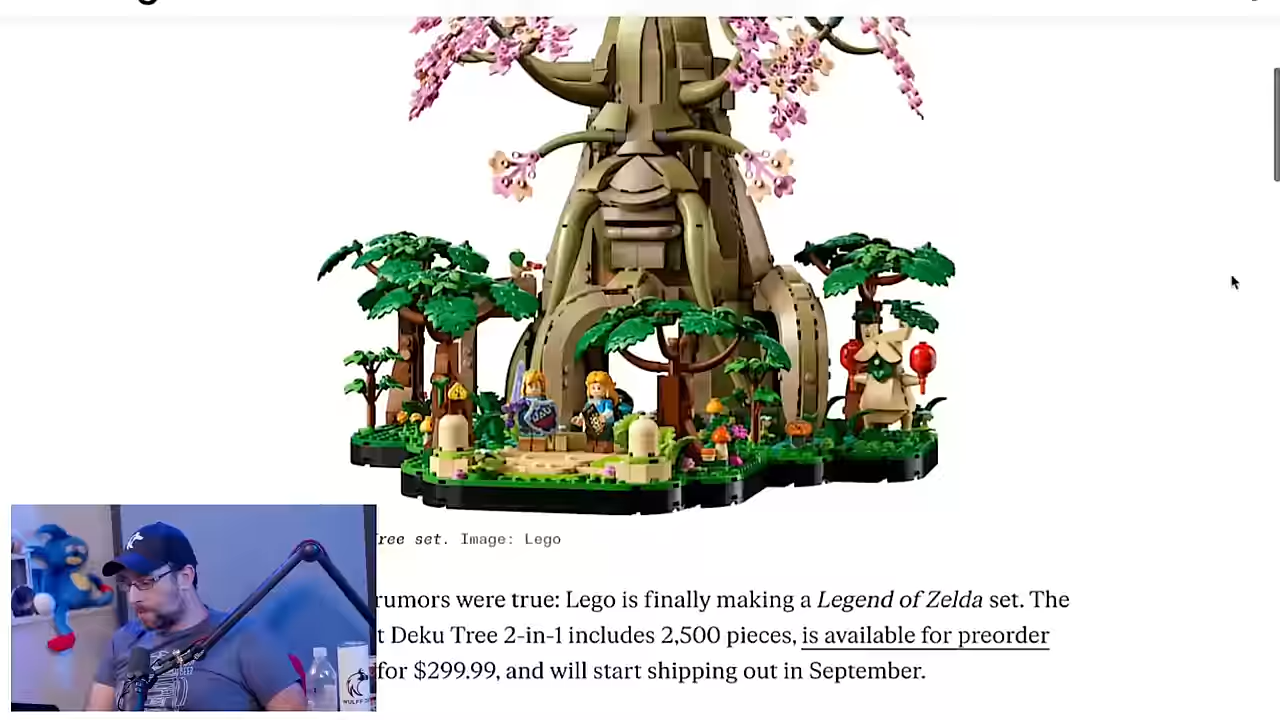 ree set. Image: Lego
rumors were true: Lego is finally making a Legend of Zelda set. The
t Deku Tree 2-in-1 includes 2,500 pieces, is available for preorder
for $299.99, and will start shipping out in September.
WULFF DEN